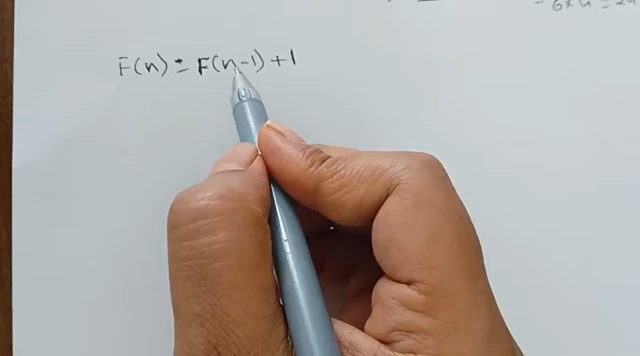 F(n) = F(n-1) +1